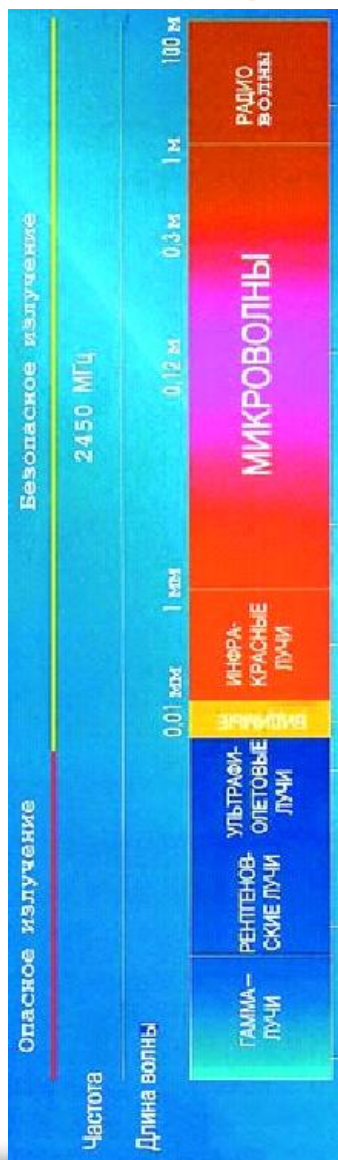 Опасное излучение
Безопасное излучение
Частота
2450 МГц
Длина волны
0,01 мм
1 мм
0,12 м
0,3 м
1 м
100 м
ГАММА-
ЛУЧИ
РЕНТГЕНОВ-
СКИЕ ЛУЧИ
УЛЬТРАФИ-
ОЛЕТОВЫЕ
ЛУЧИ
ВИДИМЫЕ
ИНФРА-
КРАСНЫЕ
ЛУЧИ
МИКРОВОЛНЫ
РАДИО
ВОЛНЫ